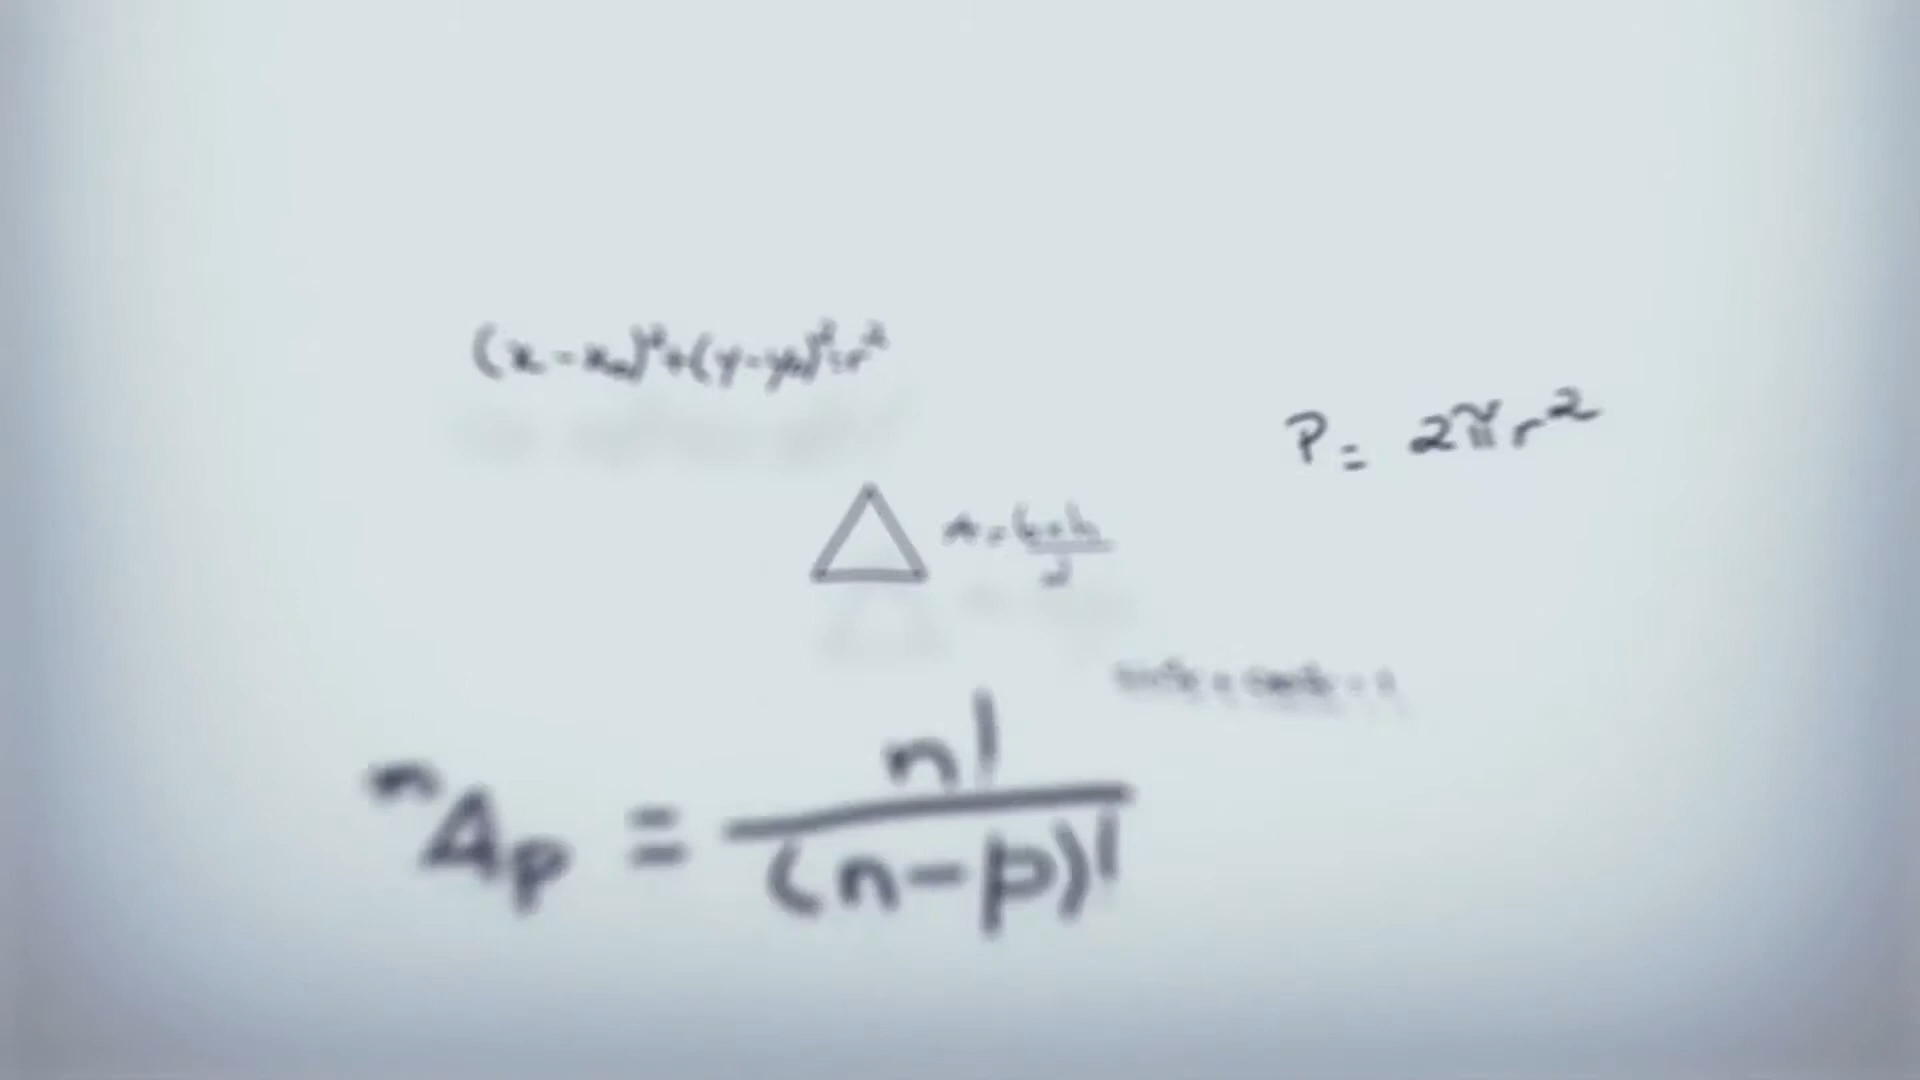 (x-x₀)²+(y-y₀)²=r²
P = 2πr²
A = b×h/2
ⁿAₚ = n!/(n-p)!